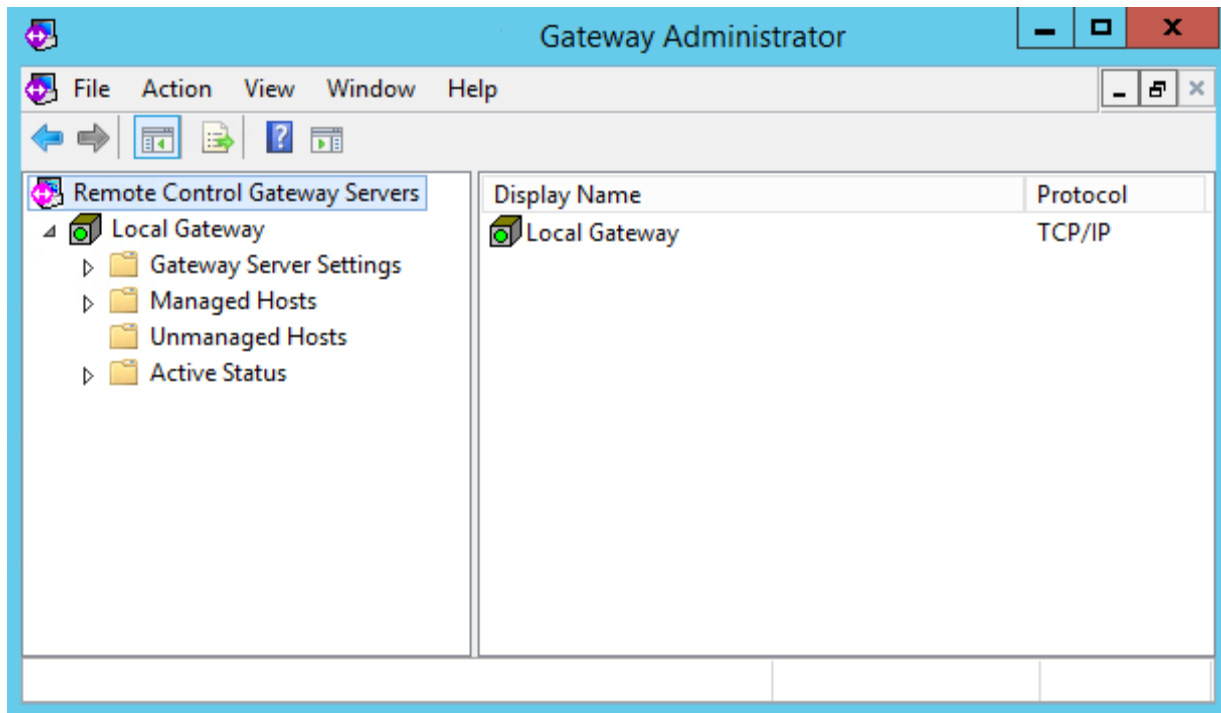 Gateway Administrator
File Action View Window Help
Remote Control Gateway Servers
Local Gateway
Gateway Server Settings
Managed Hosts
Unmanaged Hosts
Active Status
Display Name Protocol
Local Gateway TCP/IP